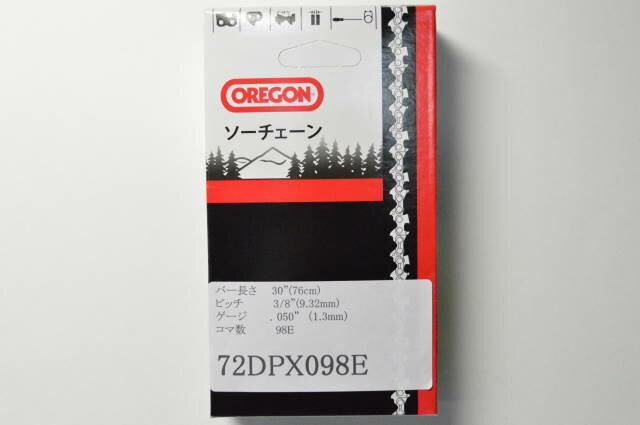 OREGON
ソーチェーン
バー長さ 30”(76cm)
ピッチ 3/8”(9.32mm)
ゲージ .050” (1.3mm)
コマ数 98E
72DPX098E